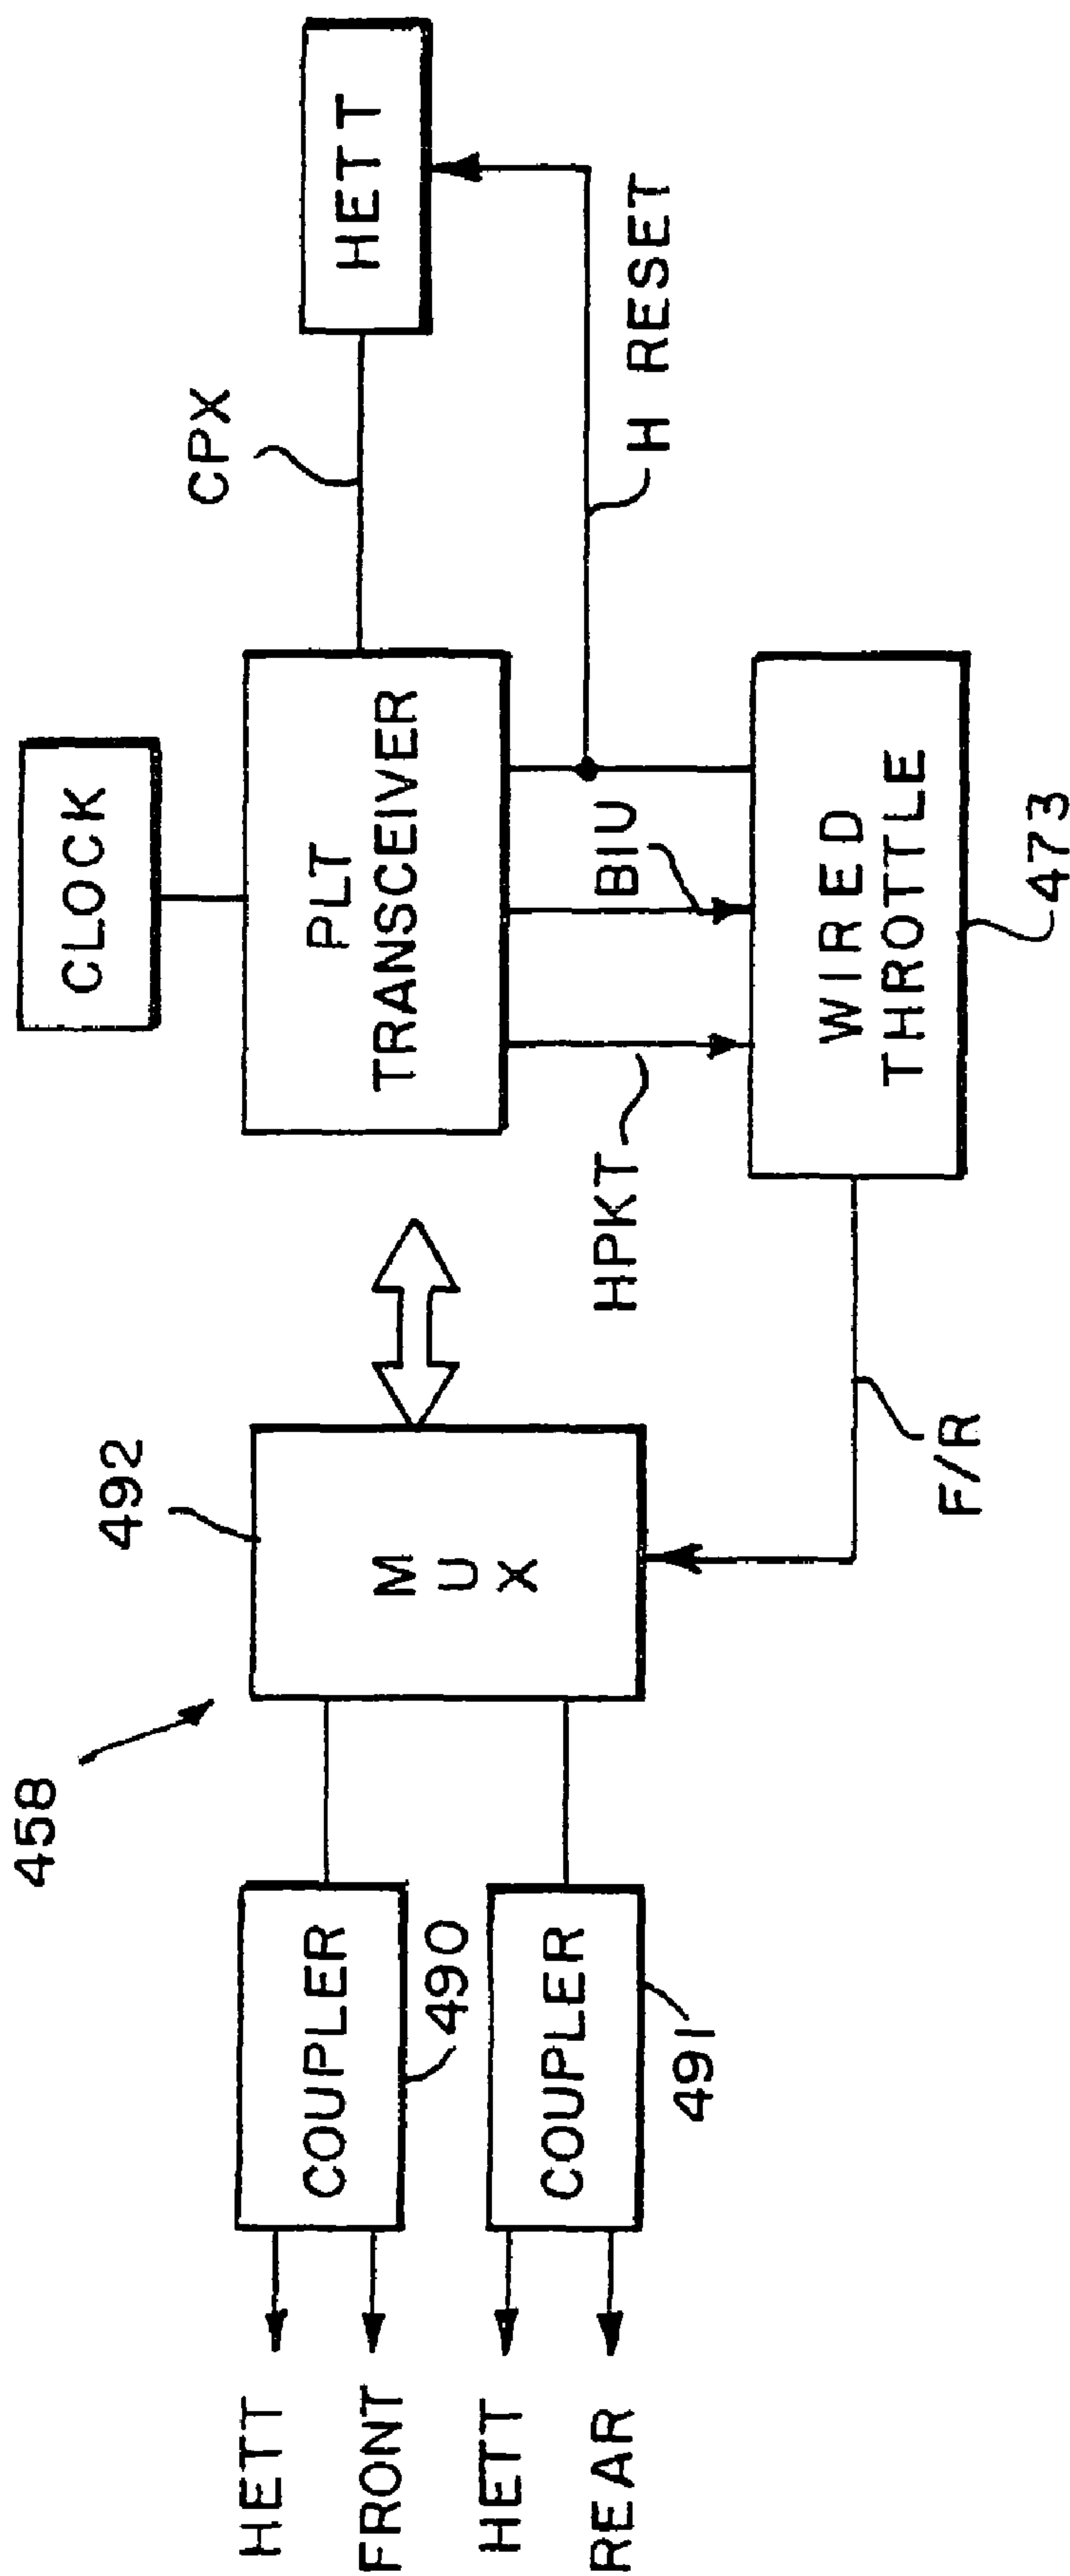 CLOCK
CPX
HETT
PLT
TRANSCEIVER
H RESET
BIU
HPKT
WIRED
THROTTLE
473
F/R
492
MUX
458
COUPLER
490
COUPLER
491
HETT
FRONT
HETT
REAR